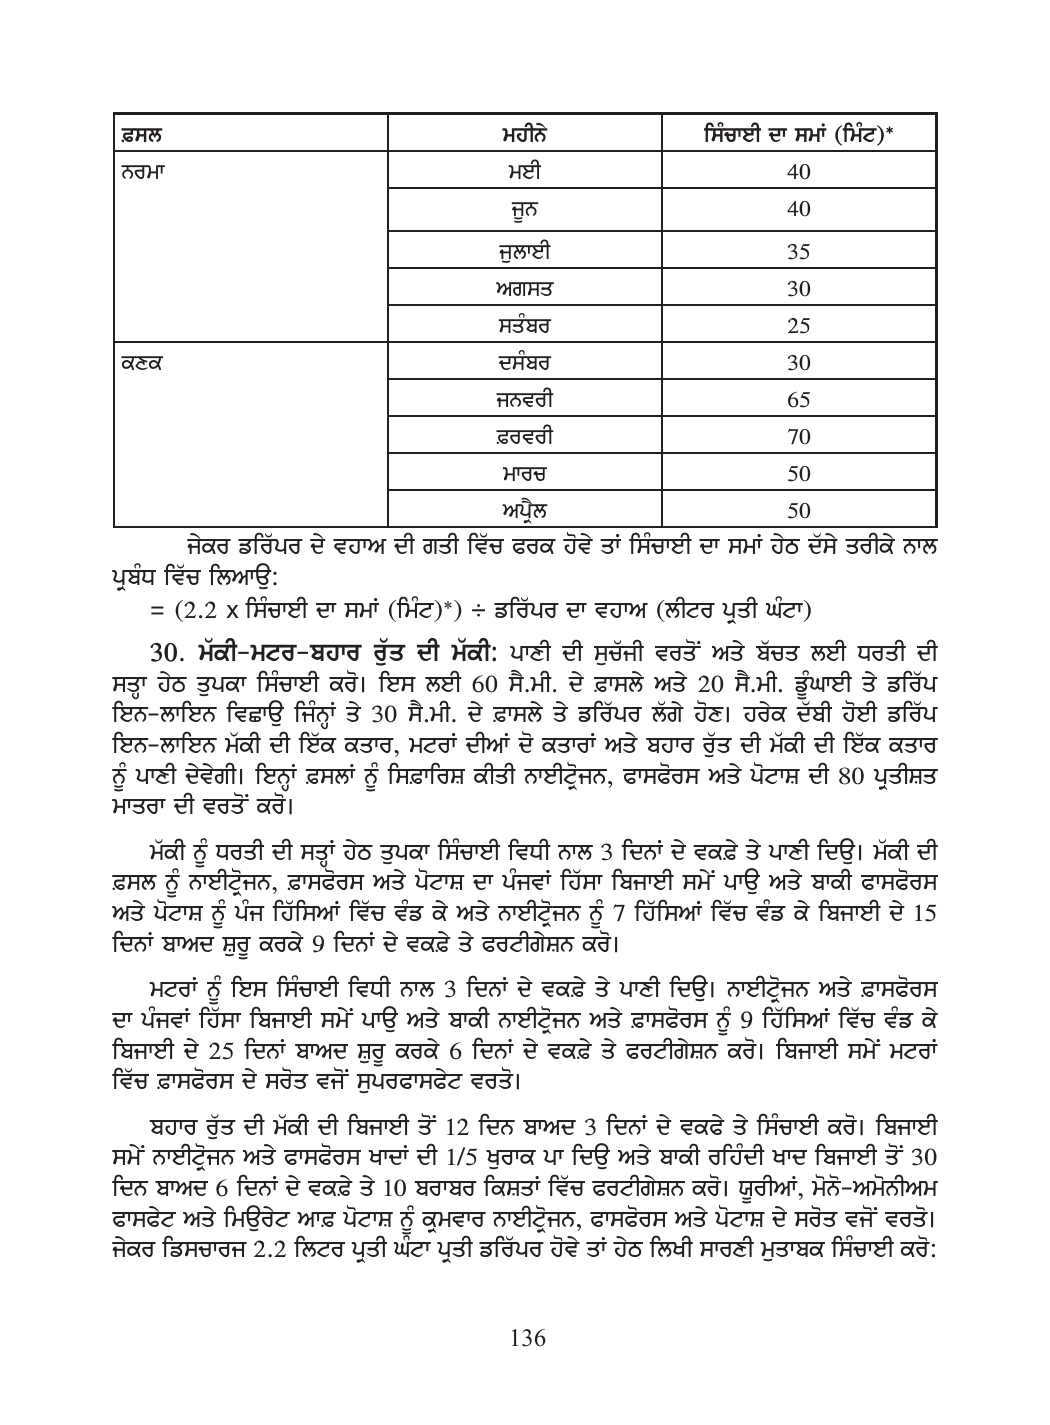 ਫ਼ਸਲ ਮਹੀਨੇ ਸਿੰਚਾਈ ਦਾ ਸਮਾਂ (ਮਿੰਟ)*
ਨਰਮਾ ਮਈ 40
ਜੂਨ 40
ਜੁਲਾਈ 35
ਅਗਸਤ 30
ਸਤੰਬਰ 25
ਕਣਕ ਦਸੰਬਰ 30
ਜਨਵਰੀ 65
ਫ਼ਰਵਰੀ 70
ਮਾਰਚ 50
ਅਪ੍ਰੈਲ 50
ਜੇਕਰ ਡਰਿੱਪਰ ਦੇ ਵਹਾਅ ਦੀ ਗਤੀ ਵਿੱਚ ਫਰਕ ਹੋਵੇ ਤਾਂ ਸਿੰਚਾਈ ਦਾ ਸਮਾਂ ਹੇਠ ਦੱਸੇ ਤਰੀਕੇ ਨਾਲ
ਪ੍ਰਬੰਧ ਵਿੱਚ ਲਿਆਉ:
= (2.2 x ਸਿੰਚਾਈ ਦਾ ਸਮਾਂ (ਮਿੰਟ)*) ÷ ਡਰਿੱਪਰ ਦਾ ਵਹਾਅ (ਲੀਟਰ ਪ੍ਰਤੀ ਘੰਟਾ)
30. ਮੱਕੀ-ਮਟਰ-ਬਹਾਰ ਰੁੱਤ ਦੀ ਮੱਕੀ: ਪਾਣੀ ਦੀ ਸੁਚੱਜੀ ਵਰਤੋਂ ਅਤੇ ਬੱਚਤ ਲਈ ਧਰਤੀ ਦੀ
ਸਤ੍ਹਾ ਹੇਠ ਤੁਪਕਾ ਸਿੰਚਾਈ ਕਰੋ। ਇਸ ਲਈ 60 ਸੈ.ਮੀ. ਦੇ ਫ਼ਾਸਲੇ ਅਤੇ 20 ਸੈ.ਮੀ. ਡੂੰਘਾਈ ਤੇ ਡਰਿੱਪ
ਇਨ-ਲਾਇਨ ਵਿਛਾਉ ਜਿੰਨ੍ਹਾਂ ਤੇ 30 ਸੈ.ਮੀ. ਦੇ ਫ਼ਾਸਲੇ ਤੇ ਡਰਿੱਪਰ ਲੱਗੇ ਹੋਣ। ਹਰੇਕ ਦੱਬੀ ਹੋਈ ਡਰਿੱਪ
ਇਨ-ਲਾਇਨ ਮੱਕੀ ਦੀ ਇੱਕ ਕਤਾਰ, ਮਟਰਾਂ ਦੀਆਂ ਦੋ ਕਤਾਰਾਂ ਅਤੇ ਬਹਾਰ ਰੁੱਤ ਦੀ ਮੱਕੀ ਦੀ ਇੱਕ ਕਤਾਰ
ਨੂੰ ਪਾਣੀ ਦੇਵੇਗੀ। ਇਨ੍ਹਾਂ ਫ਼ਸਲਾਂ ਨੂੰ ਸਿਫ਼ਾਰਿਸ਼ ਕੀਤੀ ਨਾਈਟ੍ਰੋਜਨ, ਫਾਸਫੋਰਸ ਅਤੇ ਪੋਟਾਸ਼ ਦੀ 80 ਪ੍ਰਤੀਸ਼ਤ
ਮਾਤਰਾ ਦੀ ਵਰਤੋਂ ਕਰੋ।
ਮੱਕੀ ਨੂੰ ਧਰਤੀ ਦੀ ਸਤ੍ਹਾਂ ਹੇਠ ਤੁਪਕਾ ਸਿੰਚਾਈ ਵਿਧੀ ਨਾਲ 3 ਦਿਨਾਂ ਦੇ ਵਕਫ਼ੇ ਤੇ ਪਾਣੀ ਦਿਉ। ਮੱਕੀ ਦੀ
ਫ਼ਸਲ ਨੂੰ ਨਾਈਟ੍ਰੋਜਨ, ਫ਼ਾਸਫੋਰਸ ਅਤੇ ਪੋਟਾਸ਼ ਦਾ ਪੰਜਵਾਂ ਹਿੱਸਾ ਬਿਜਾਈ ਸਮੇਂ ਪਾਉ ਅਤੇ ਬਾਕੀ ਫਾਸਫੋਰਸ
ਅਤੇ ਪੋਟਾਸ਼ ਨੂੰ ਪੰਜ ਹਿੱਸਿਆਂ ਵਿੱਚ ਵੰਡ ਕੇ ਅਤੇ ਨਾਈਟ੍ਰੋਜਨ ਨੂੰ 7 ਹਿੱਸਿਆਂ ਵਿੱਚ ਵੰਡ ਕੇ ਬਿਜਾਈ ਦੇ 15
ਦਿਨਾਂ ਬਾਅਦ ਸ਼ੁਰੂ ਕਰਕੇ 9 ਦਿਨਾਂ ਦੇ ਵਕਫ਼ੇ ਤੇ ਫਰਟੀਗੇਸ਼ਨ ਕਰੋ।
ਮਟਰਾਂ ਨੂੰ ਇਸ ਸਿੰਚਾਈ ਵਿਧੀ ਨਾਲ 3 ਦਿਨਾਂ ਦੇ ਵਕਫ਼ੇ ਤੇ ਪਾਣੀ ਦਿਉ। ਨਾਈਟ੍ਰੋਜਨ ਅਤੇ ਫ਼ਾਸਫੋਰਸ
ਦਾ ਪੰਜਵਾਂ ਹਿੱਸਾ ਬਿਜਾਈ ਸਮੇਂ ਪਾਉ ਅਤੇ ਬਾਕੀ ਨਾਈਟ੍ਰੋਜਨ ਅਤੇ ਫ਼ਾਸਫੋਰਸ ਨੂੰ 9 ਹਿੱਸਿਆਂ ਵਿੱਚ ਵੰਡ ਕੇ
ਬਿਜਾਈ ਦੇ 25 ਦਿਨਾਂ ਬਾਅਦ ਸ਼ੁਰੂ ਕਰਕੇ 6 ਦਿਨਾਂ ਦੇ ਵਕਫ਼ੇ ਤੇ ਫਰਟੀਗੇਸ਼ਨ ਕਰੋ। ਬਿਜਾਈ ਸਮੇਂ ਮਟਰਾਂ
ਵਿੱਚ ਫ਼ਾਸਫੋਰਸ ਦੇ ਸਰੋਤ ਵਜੋਂ ਸੁਪਰਫਾਸਫੇਟ ਵਰਤੋ।
ਬਹਾਰ ਰੁੱਤ ਦੀ ਮੱਕੀ ਦੀ ਬਿਜਾਈ ਤੋਂ 12 ਦਿਨ ਬਾਅਦ 3 ਦਿਨਾਂ ਦੇ ਵਕਫੇ ਤੇ ਸਿੰਚਾਈ ਕਰੋ। ਬਿਜਾਈ
ਸਮੇਂ ਨਾਈਟ੍ਰੋਜਨ ਅਤੇ ਫਾਸਫੋਰਸ ਖਾਦਾਂ ਦੀ 1/5 ਖੁਰਾਕ ਪਾ ਦਿਉ ਅਤੇ ਬਾਕੀ ਰਹਿੰਦੀ ਖਾਦ ਬਿਜਾਈ ਤੋਂ 30
ਦਿਨ ਬਾਅਦ 6 ਦਿਨਾਂ ਦੇ ਵਕਫ਼ੇ ਤੇ 10 ਬਰਾਬਰ ਕਿਸ਼ਤਾਂ ਵਿੱਚ ਫਰਟੀਗੇਸ਼ਨ ਕਰੋ। ਯੂਰੀਆਂ, ਮੋਨੋ-ਅਮੋਨੀਅਮ
ਫਾਸਫੇਟ ਅਤੇ ਮਿਊਰੇਟ ਆਫ਼ ਪੋਟਾਸ਼ ਨੂੰ ਕ੍ਰਮਵਾਰ ਨਾਈਟ੍ਰੋਜਨ, ਫਾਸਫੋਰਸ ਅਤੇ ਪੋਟਾਸ਼ ਦੇ ਸਰੋਤ ਵਜੋਂ ਵਰਤੋ।
ਜੇਕਰ ਡਿਸਚਾਰਜ 2.2 ਲਿਟਰ ਪ੍ਰਤੀ ਘੰਟਾ ਪ੍ਰਤੀ ਡਰਿੱਪਰ ਹੋਵੇ ਤਾਂ ਹੇਠ ਲਿਖੀ ਸਾਰਣੀ ਮੁਤਾਬਕ ਸਿੰਚਾਈ ਕਰੋ:
136